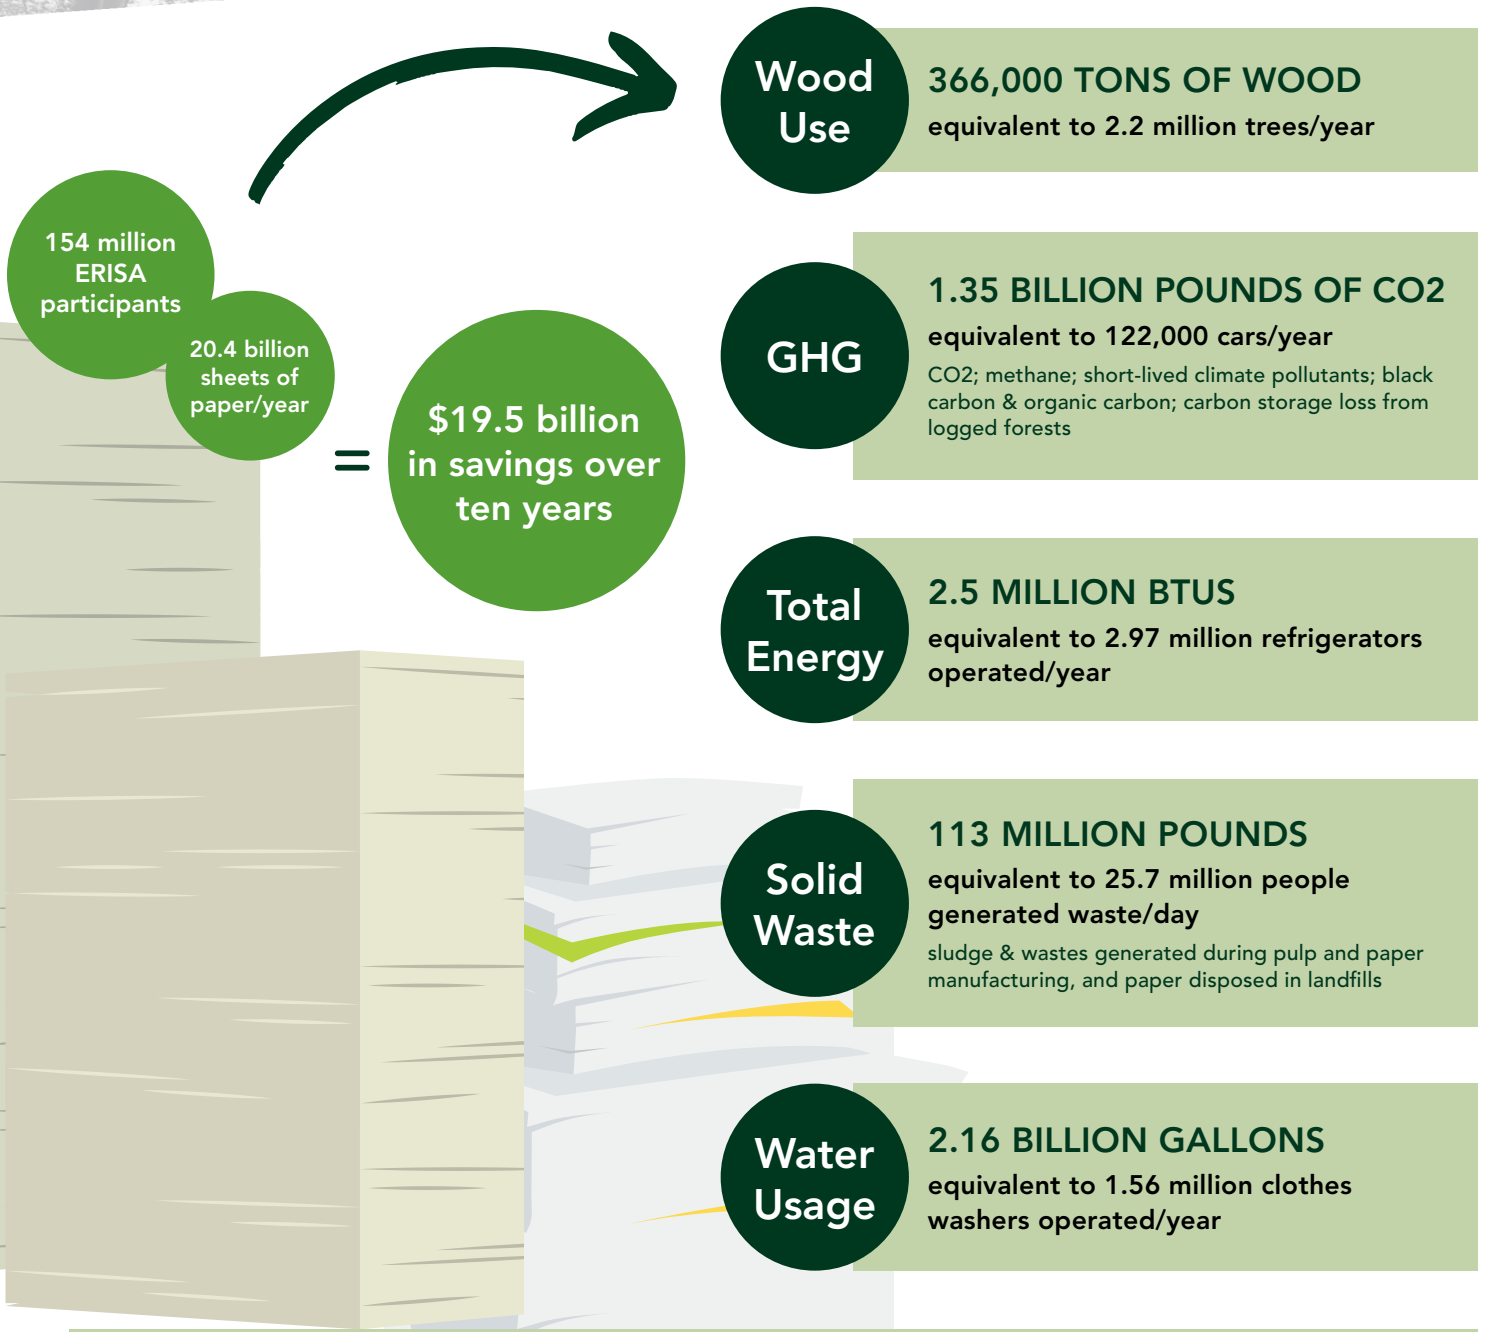 154 million
ERISA
participants
20.4 billion
sheets of
paper/year
=
$19.5 billion
in savings over
ten years
Wood
Use
366,000 TONS OF WOOD
equivalent to 2.2 million trees/year
GHG
1.35 BILLION POUNDS OF CO2
equivalent to 122,000 cars/year
CO2; methane; short-lived climate pollutants; black
carbon & organic carbon; carbon storage loss from
logged forests
Total
Energy
2.5 MILLION BTUS
equivalent to 2.97 million refrigerators
operated/year
Solid
Waste
113 MILLION POUNDS
equivalent to 25.7 million people
generated waste/day
sludge & wastes generated during pulp and paper
manufacturing, and paper disposed in landfills
Water
Usage
2.16 BILLION GALLONS
equivalent to 1.56 million clothes
washers operated/year